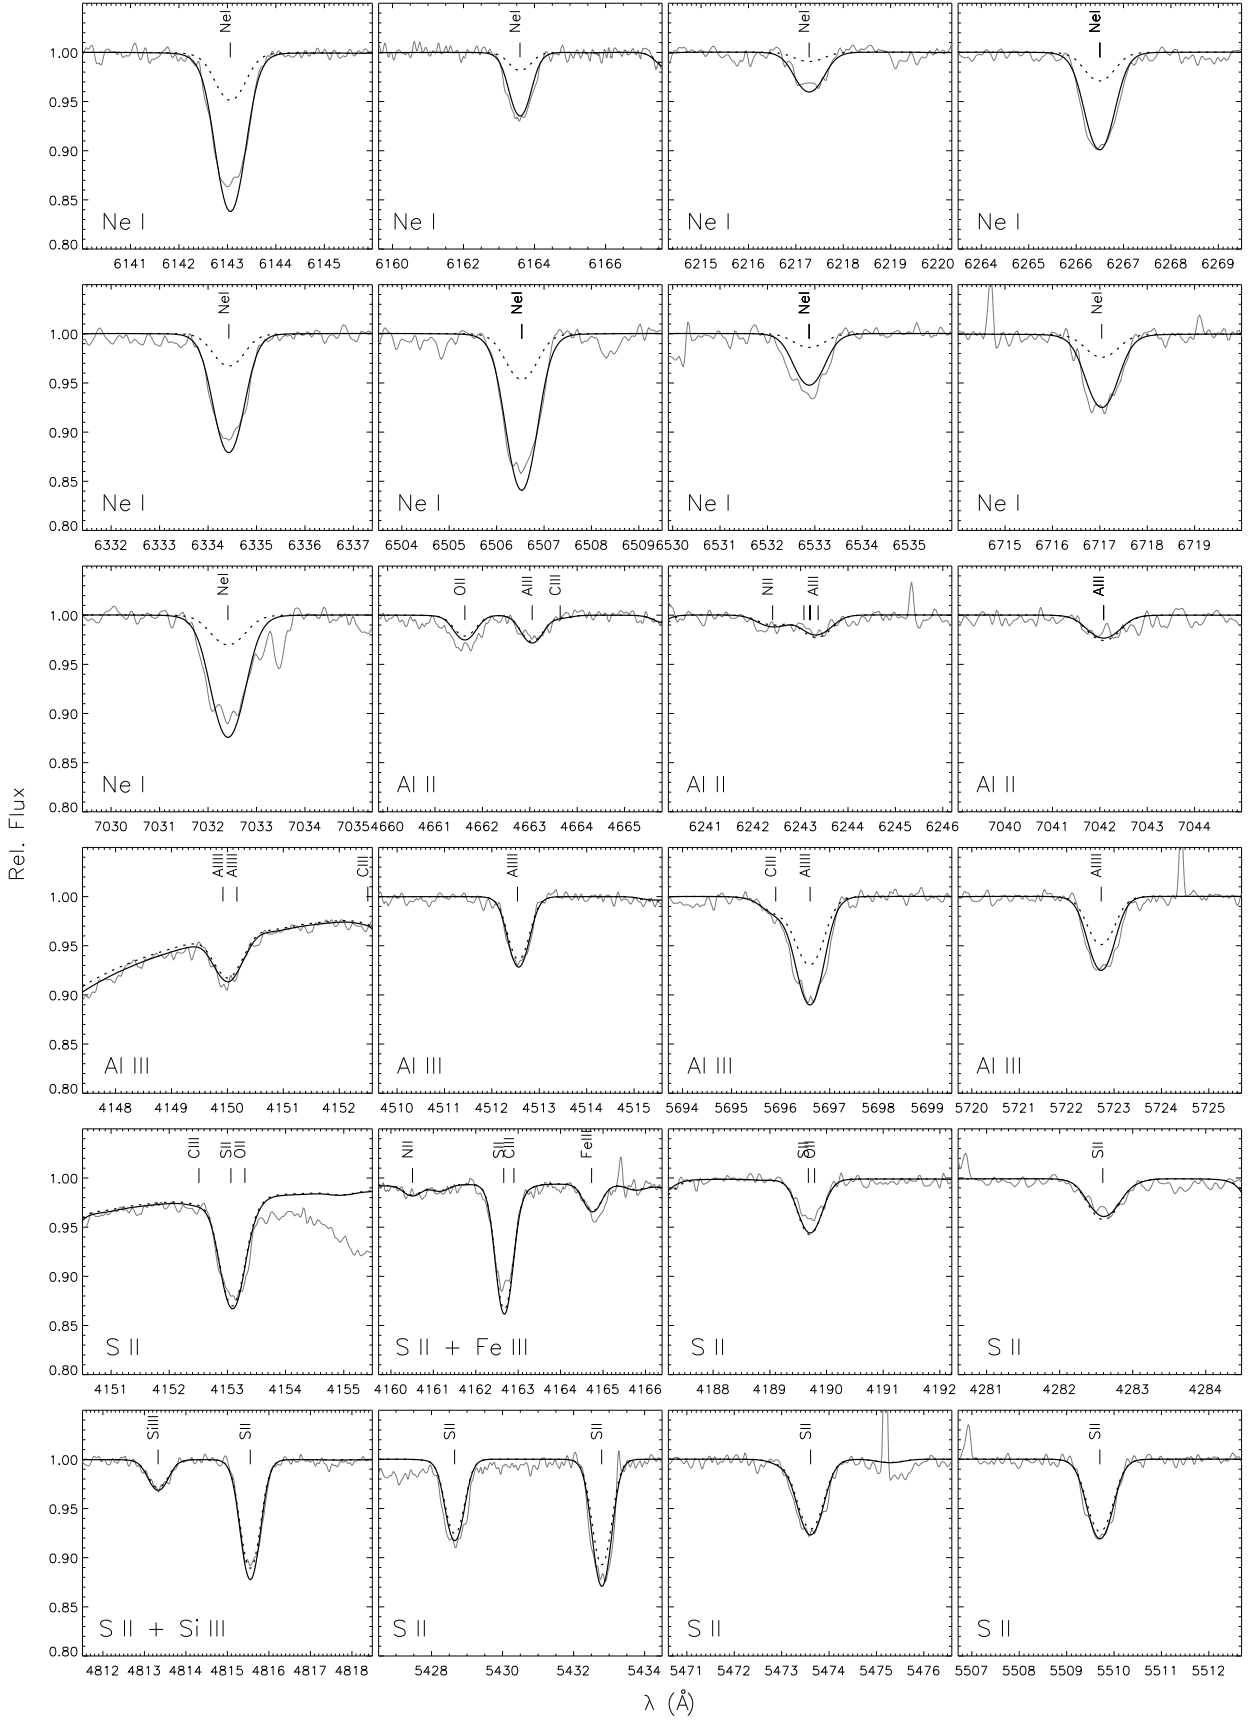 NeI NeI NeI NeI
1.00
0.95
0.90
0.85
0.80
Ne I Ne I Ne I Ne I
6141 6142 6143 6144 6145 6160 6162 6164 6166 6215 6216 6217 6218 6219 6220 6264 6265 6266 6267 6268 6269
NeI NeI NeI NeI
1.00
0.95
0.90
0.85
0.80
Ne I Ne I Ne I Ne I
6332 6333 6334 6335 6336 6337 6504 6505 6506 6507 6508 6509 6530 6531 6532 6533 6534 6535 6715 6716 6717 6718 6719
NeI OII AlII CIII NII AlII AlII
1.00
0.95
0.90
0.85
0.80
Ne I Al II Al II Al II
7030 7031 7032 7033 7034 7035 4660 4661 4662 4663 4664 4665 6241 6242 6243 6244 6245 6246 7040 7041 7042 7043 7044
AlIII AlIII CIII AlIII CIII AlIII AlIII
1.00
0.95
0.90
0.85
0.80
Al III Al III Al III Al III
4148 4149 4150 4151 4152 4510 4511 4512 4513 4514 4515 5694 5695 5696 5697 5698 5699 5720 5721 5722 5723 5724 5725
CIII SII OII NII SII CIII FeIII SII OII SII
1.00
0.95
0.90
0.85
0.80
S II S II + Fe III S II S II
4151 4152 4153 4154 4155 4160 4161 4162 4163 4164 4165 4166 4188 4189 4190 4191 4192 4281 4282 4283 4284
SiIII SII SII SII SII SII
1.00
0.95
0.90
0.85
0.80
S II + Si III S II S II S II
4812 4813 4814 4815 4816 4817 4818 5428 5430 5432 5434 5471 5472 5473 5474 5475 5476 5507 5508 5509 5510 5511 5512
Rel. Flux
λ (Å)